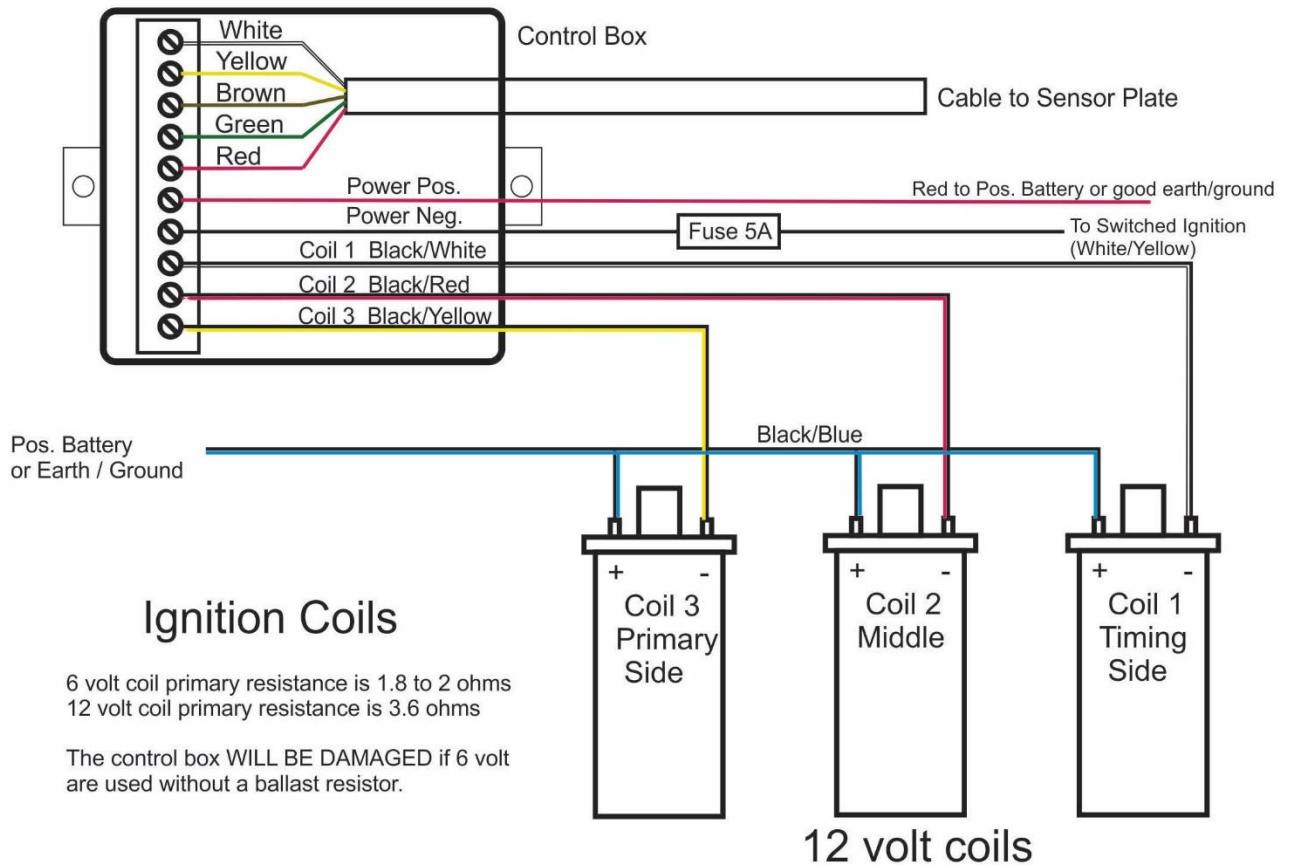 White
Control Box
Yellow
Brown
Cable to Sensor Plate
Green
Red
Power Pos.
Red to Pos. Battery or good earth/ground
Power Neg.
Fuse 5A
To Switched Ignition
(White/Yellow)
Coil 1 Black/White
Coil 2 Black/Red
Coil 3 Black/Yellow
Pos. Battery
or Earth / Ground
Black/Blue
+ -
Coil 3
Primary
Side
+ -
Coil 2
Middle
+ -
Coil 1
Timing
Side
Ignition Coils
6 volt coil primary resistance is 1.8 to 2 ohms
12 volt coil primary resistance is 3.6 ohms
The control box WILL BE DAMAGED if 6 volt
are used without a ballast resistor.
12 volt coils